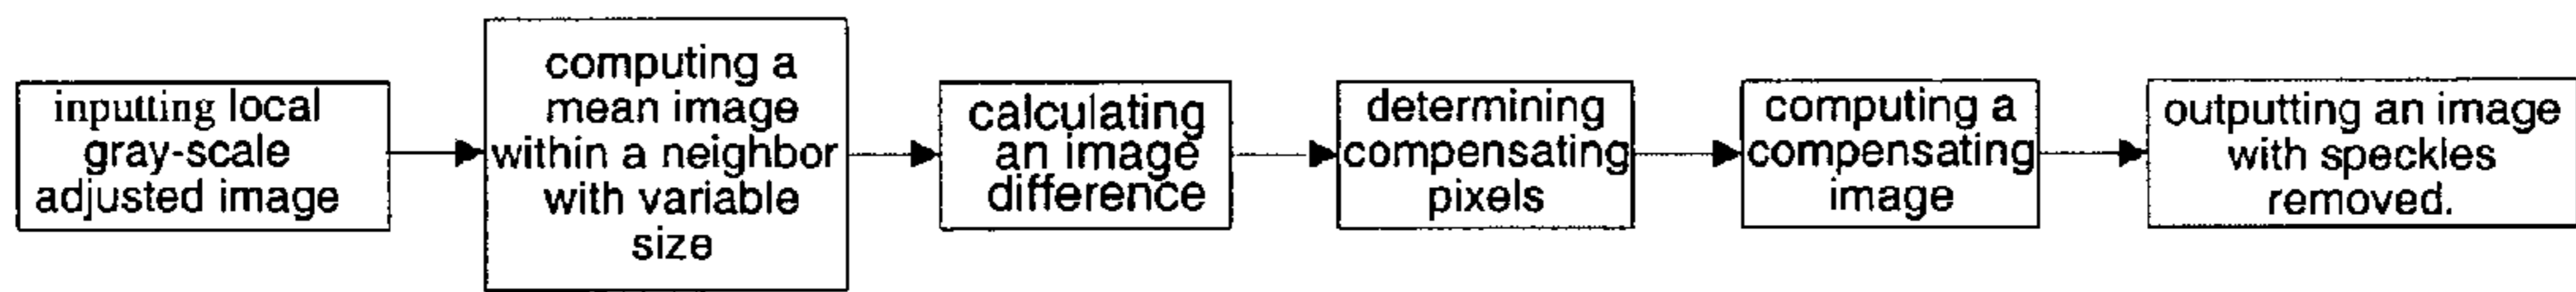 inputting local
gray-scale
adjusted image
computing a
mean image
within a neighbor
with variable
size
calculating
an image
difference
determining
compensating
pixels
computing a
compensating
image
outputting an image
with speckles
removed.